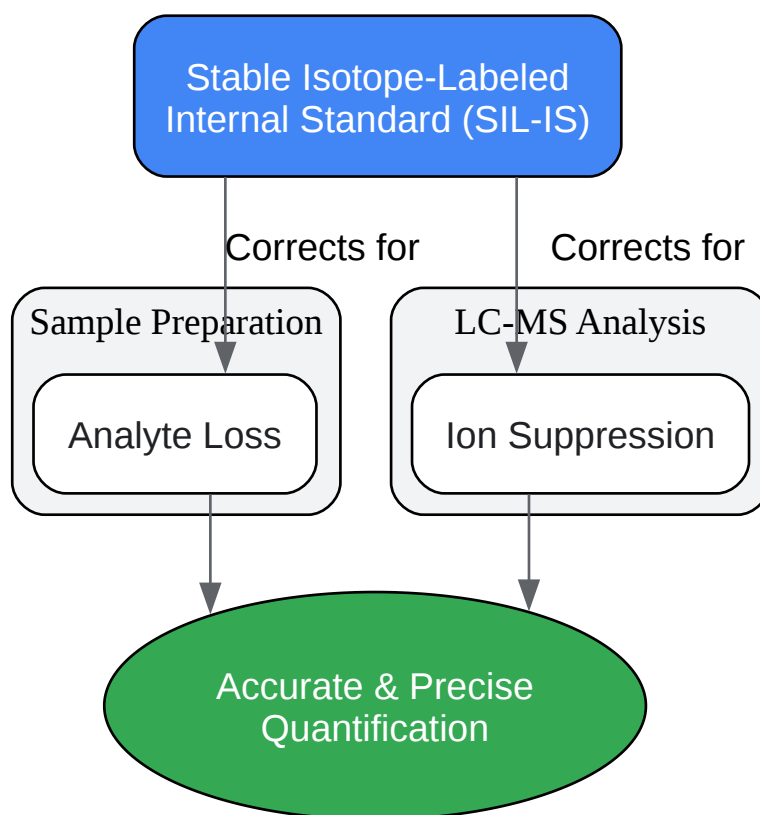 Stable Isotope-Labeled
Internal Standard (SIL-IS)
Corrects for
Corrects for
Sample Preparation
LC-MS Analysis
Analyte Loss
Ion Suppression
Accurate & Precise
Quantification